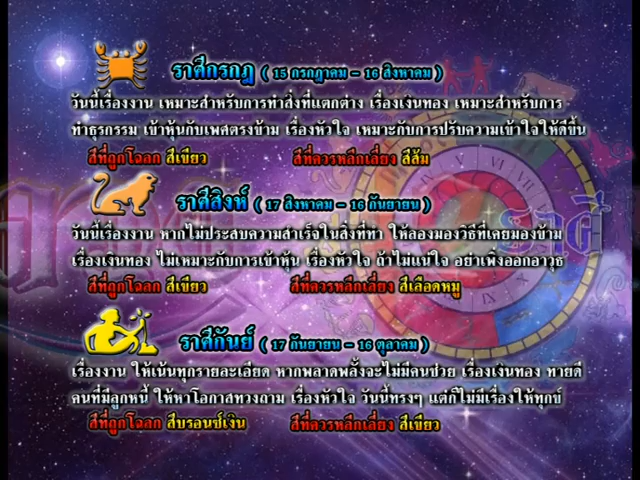 ราศีกรกฎ ( 15 กรกฎาคม - 16 สิงหาคม )
วันนี้เรื่องงาน เหมาะสำหรับการทำสิ่งที่แตกต่าง เรื่องเงินทอง เหมาะสำหรับการ
ทำธุรกรรม เข้าหุ้นกับเพศตรงข้าม เรื่องหัวใจ เหมาะกับการปรับความเข้าใจให้ดีขึ้น
สีที่ถูกโฉลก สีเขียว สีที่ควรหลีกเลี่ยง สีส้ม
ราศีสิงห์ ( 17 สิงหาคม - 16 กันยายน )
วันนี้เรื่องงาน หากไม่ประสบความสำเร็จในสิ่งที่ทำ ให้ลองมองวิธีที่เคยมองข้าม
เรื่องเงินทอง ไม่เหมาะกับการเข้าหุ้น เรื่องหัวใจ ถ้าไม่แน่ใจ อย่าเพิ่งออกอาวุธ
สีที่ถูกโฉลก สีเขียว สีที่ควรหลีกเลี่ยง สีเลือดหมู
ราศีกันย์ ( 17 กันยายน - 16 ตุลาคม )
เรื่องงาน ให้เน้นทุกรายละเอียด หากพลาดพลั้งจะไม่มีคนช่วย เรื่องเงินทอง ทายดี
คนที่มีลูกหนี้ ให้หาโอกาสทวงถาม เรื่องหัวใจ วันนี้ทรงๆ แต่ก็ไม่มีเรื่องให้ทุกข์
สีที่ถูกโฉลก สีบรอนซ์เงิน สีที่ควรหลีกเลี่ยง สีเขียว